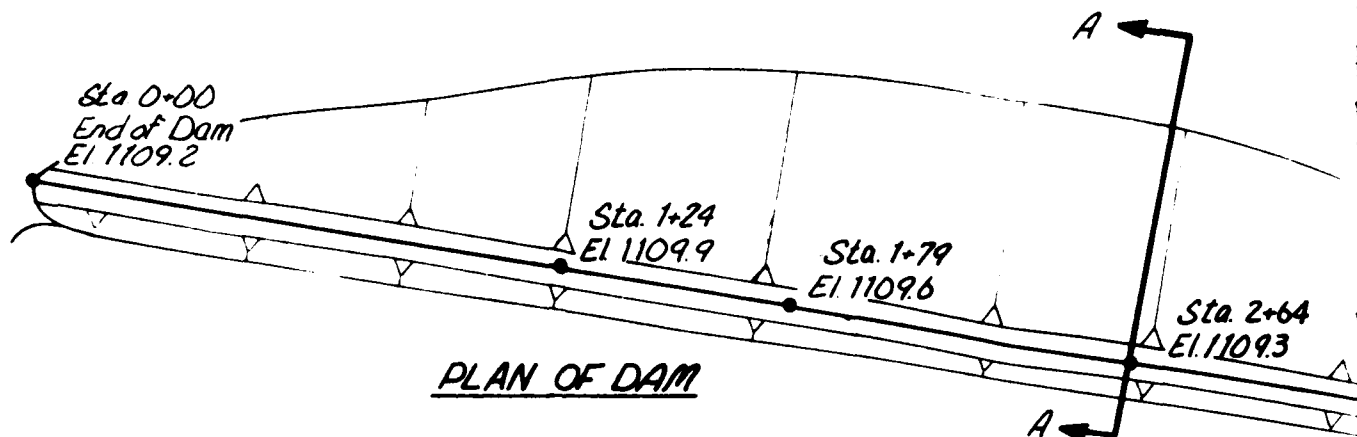 A
Sta. 0+00
End of Dam
El. 1109.2
Sta. 1+24
El. 1109.9
Sta. 1+79
El. 1109.6
Sta. 2+64
El. 1109.3
PLAN OF DAM
A